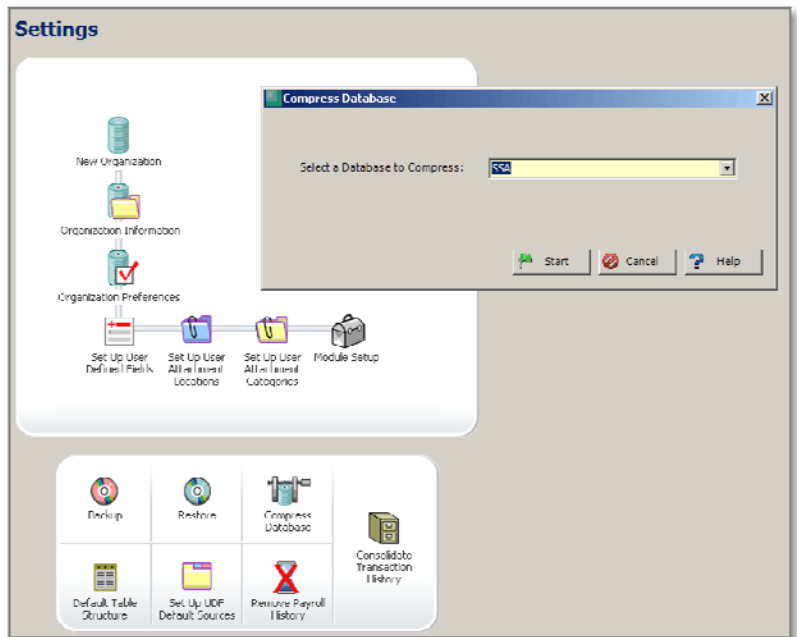 Settings
Compress Database
New Organization
Select a Database to Compress:
SSA
Organization Information
Start
Cancel
Help
Organization Preferences
Set Up User
Defined Fields
Set Up User
Attachment
Locations
Set Up User
Attachment
Categories
Module Setup
Backup
Restore
Compress
Database
Consolidate
Transaction
History
Default Table
Structure
Set Up UDF
Default Sources
Remove Payroll
History